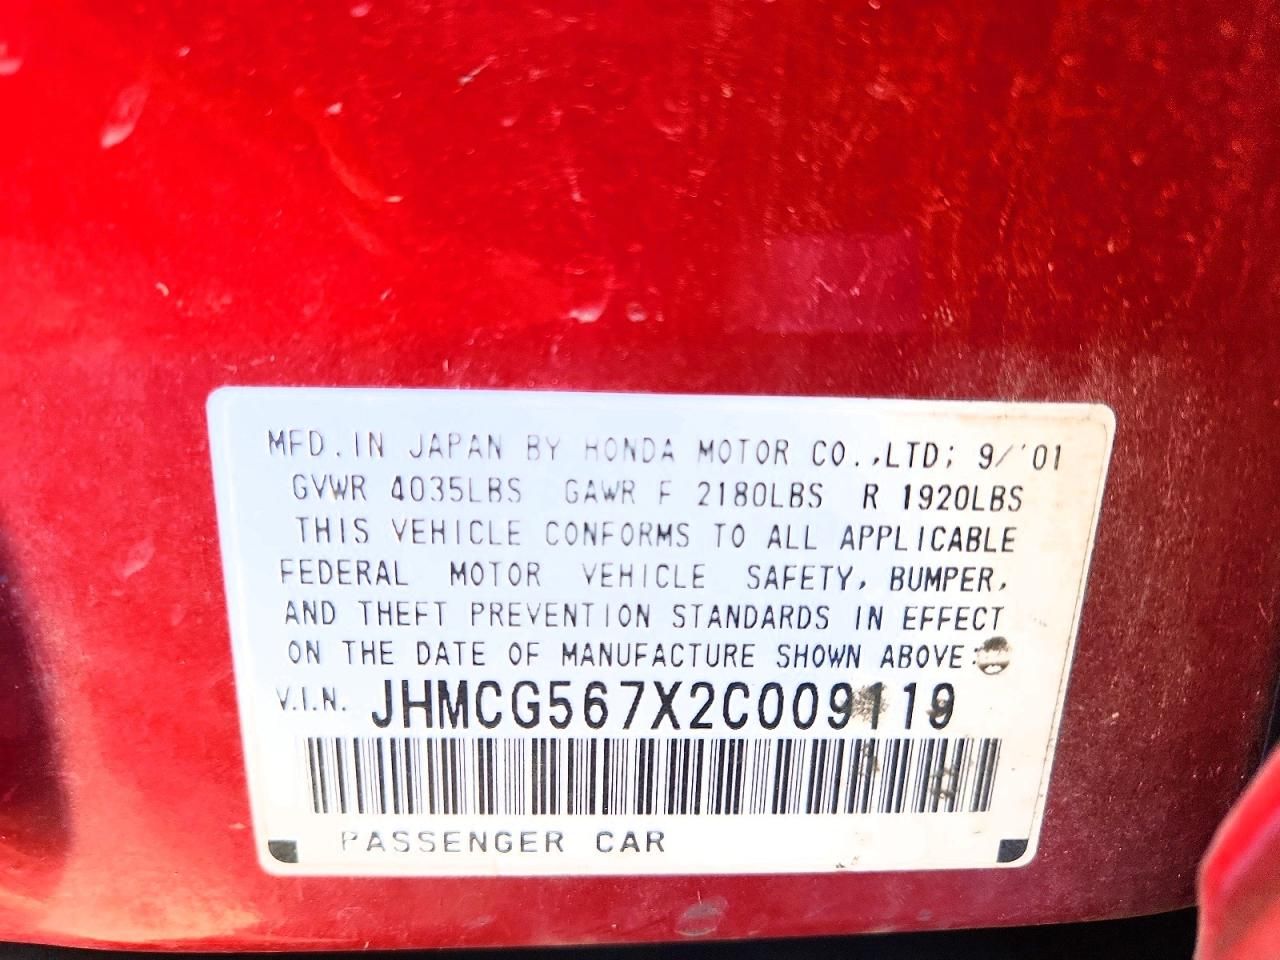 MFD. IN JAPAN BY HONDA MOTOR CO.,LTD; 9/'01
GVWR 4035LBS GAWR F 2180LBS R 1920LBS
THIS VEHICLE CONFORMS TO ALL APPLICABLE
FEDERAL MOTOR VEHICLE SAFETY, BUMPER,
AND THEFT PREVENTION STANDARDS IN EFFECT
ON THE DATE OF MANUFACTURE SHOWN ABOVE:
V.I.N. JHMCG567X2C009119
PASSENGER CAR